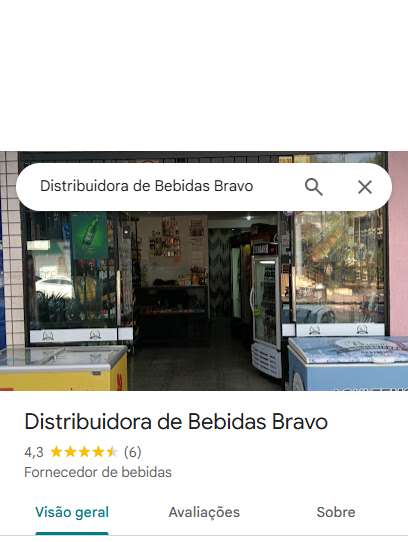 Distribuidora de Bebidas Bravo
Distribuidora de Bebidas Bravo
4,3 (6)
Fornecedor de bebidas
Visão geral Avaliações Sobre